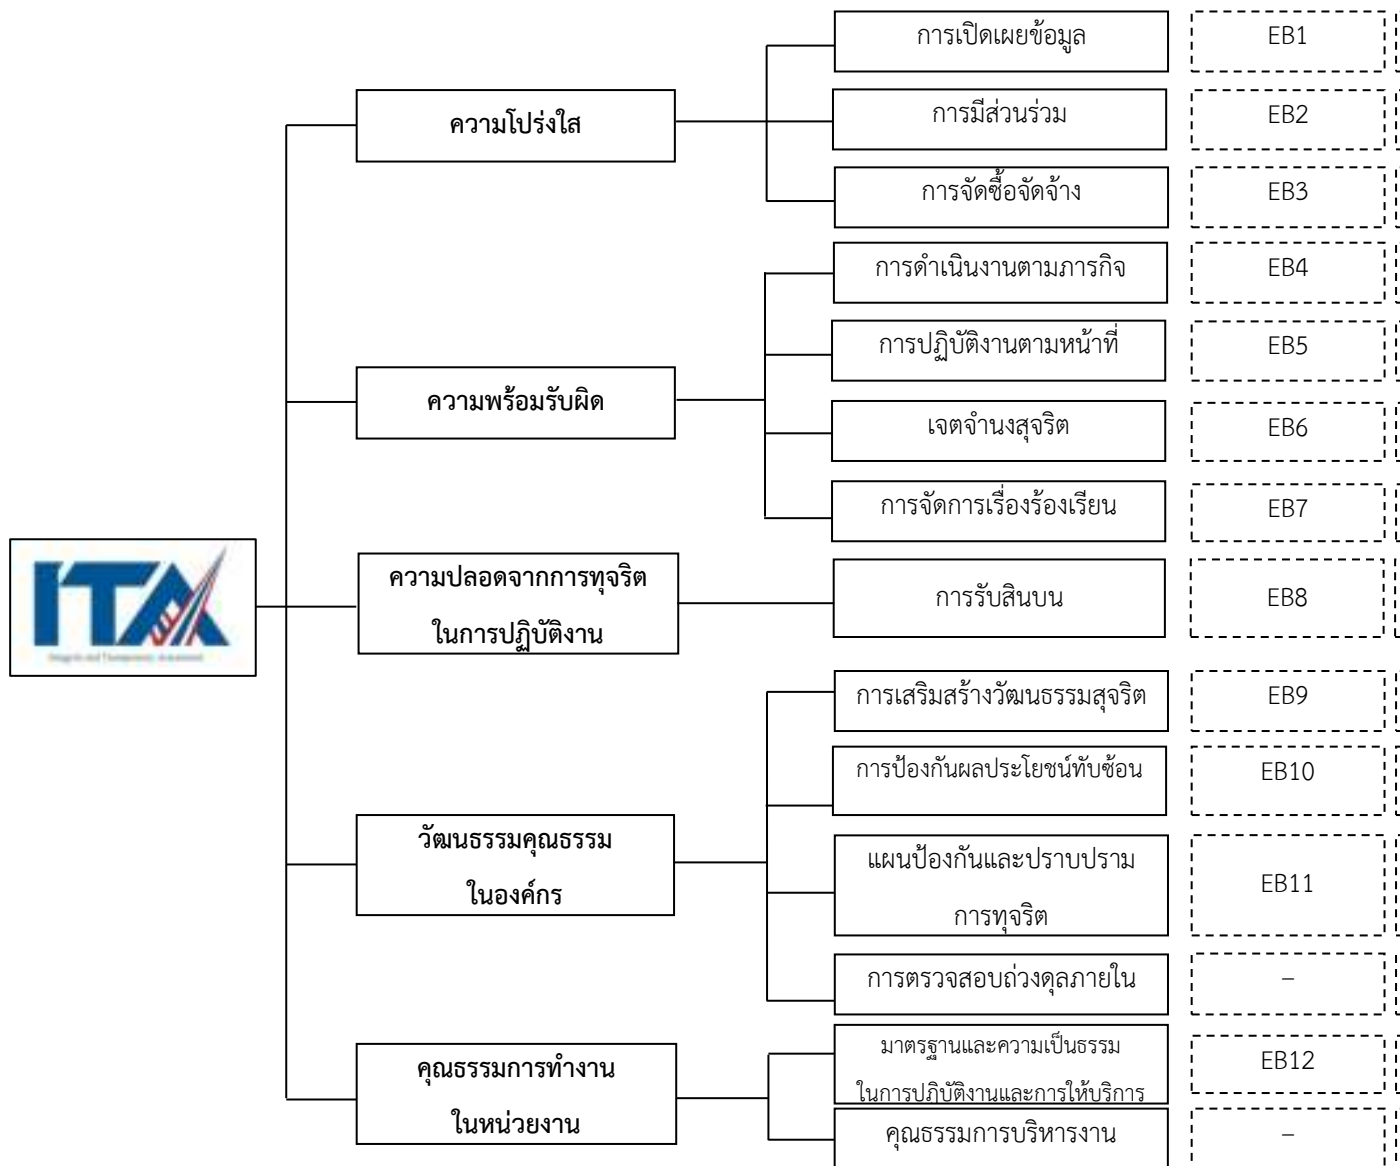 การเปิดเผยข้อมูล EB1
ความโปร่งใส
การมีส่วนร่วม EB2
การจัดซื้อจัดจ้าง EB3
การดำเนินงานตามภารกิจ EB4
การปฏิบัติงานตามหน้าที่ EB5
ความพร้อมรับผิด
เจตจำนงสุจริต EB6
การจัดการเรื่องร้องเรียน EB7
ITA
Integrity and Transparency Assessment
ความปลอดจากการทุจริต
ในการปฏิบัติงาน
การรับสินบน EB8
การเสริมสร้างวัฒนธรรมสุจริต EB9
การป้องกันผลประโยชน์ทับซ้อน EB10
วัฒนธรรมคุณธรรม
ในองค์กร
แผนป้องกันและปราบปราม
การทุจริต
EB11
การตรวจสอบถ่วงดุลภายใน –
คุณธรรมการทำงาน
ในหน่วยงาน
มาตรฐานและความเป็นธรรม
ในการปฏิบัติงานและการให้บริการ
EB12
คุณธรรมการบริหารงาน –